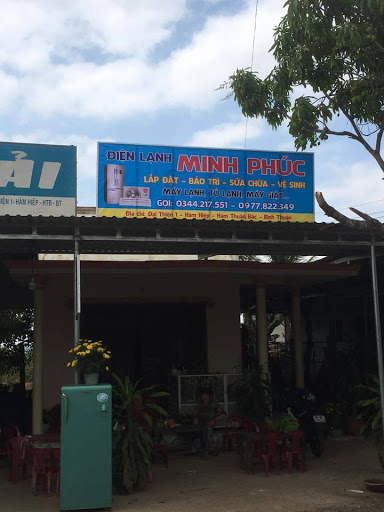 ẢI
HÀM HIỆP - HTB - BT
ĐIỆN LẠNH MINH PHÚC
LẮP ĐẶT - BẢO TRÌ - SỬA CHỮA - VỆ SINH
MÁY LẠNH, TỦ LẠNH, MÁY GIẶT...
GỌI: 0344.217.551 - 0977.822.349
Địa chỉ: Đại Thiện 1 - Hàm Hiệp - Hàm Thuận Bắc - Bình Thuận